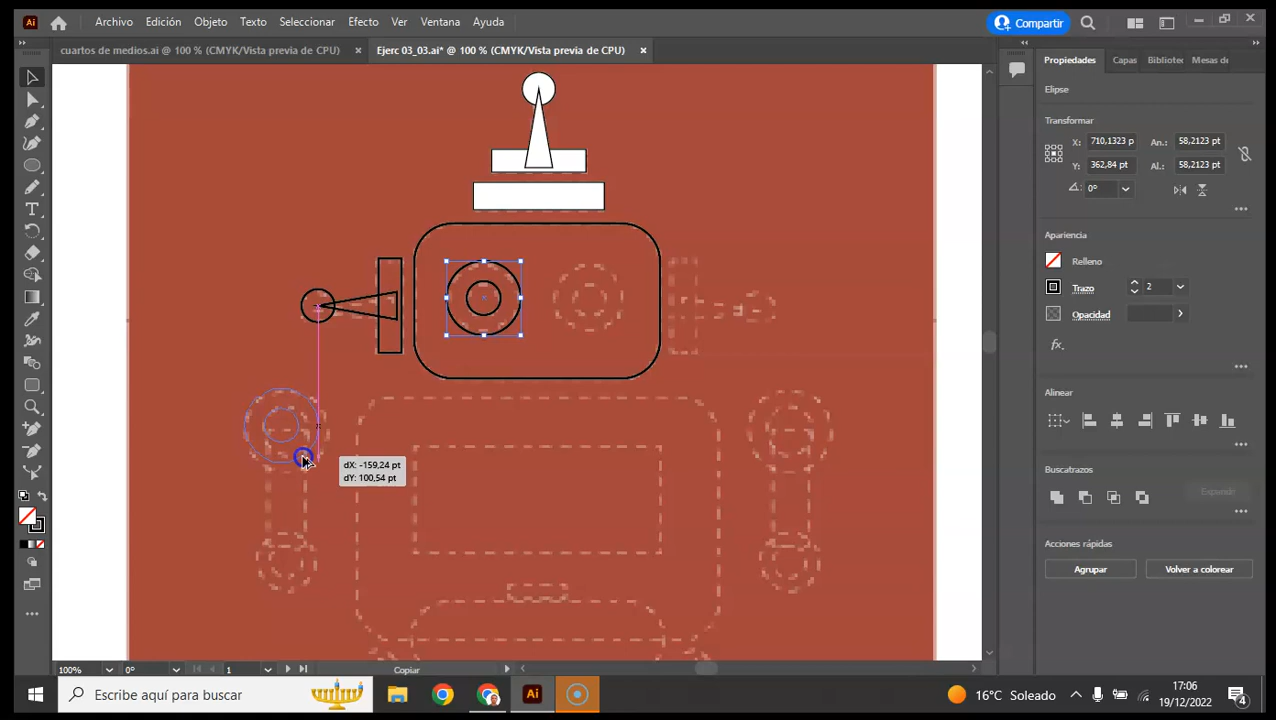 Ai
Archivo Edición Objeto Texto Seleccionar Efecto Ver Ventana Ayuda
Compartir
cuartos de medios.ai @ 100 % (CMYK/Vista previa de CPU) ×
Ejerc 03_03.ai* @ 100 % (CMYK/Vista previa de CPU) ×
Propiedades Capas Bibliotec Mesas de
Elipse
Transformar
X: 710,1323 p An.: 58,2123 pt
Y: 362,84 pt Al.: 58,2123 pt
0°
Apariencia
Relleno
Trazo 2
Opacidad
fx.
Alinear
dX: -159,24 pt
dY: 100,54 pt
Buscatrazos
Expandir
Acciones rápidas
Agrupar Volver a colorear
100% 0° 1 Copiar
Escribe aquí para buscar
Ai
16°C Soleado
17:06
19/12/2022
4